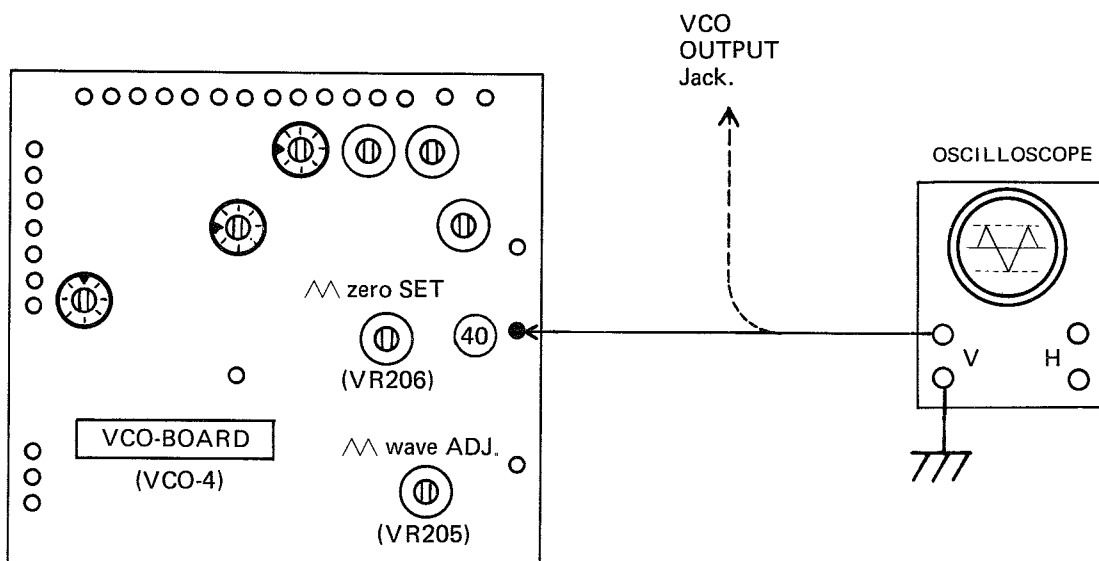 VCO
OUTPUT
Jack.
OSCILLOSCOPE
zero SET
40
(VR206)
V
H
VCO-BOARD
(VCO-4)
wave ADJ.
(VR205)